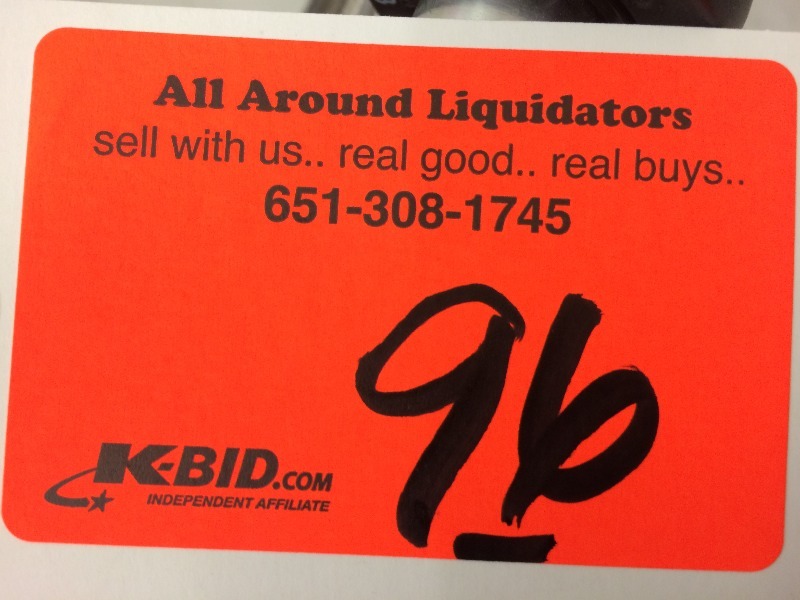 All Around Liquidators
sell with us.. real good.. real buys..
651-308-1745
96
K-BID.COM
INDEPENDENT AFFILIATE